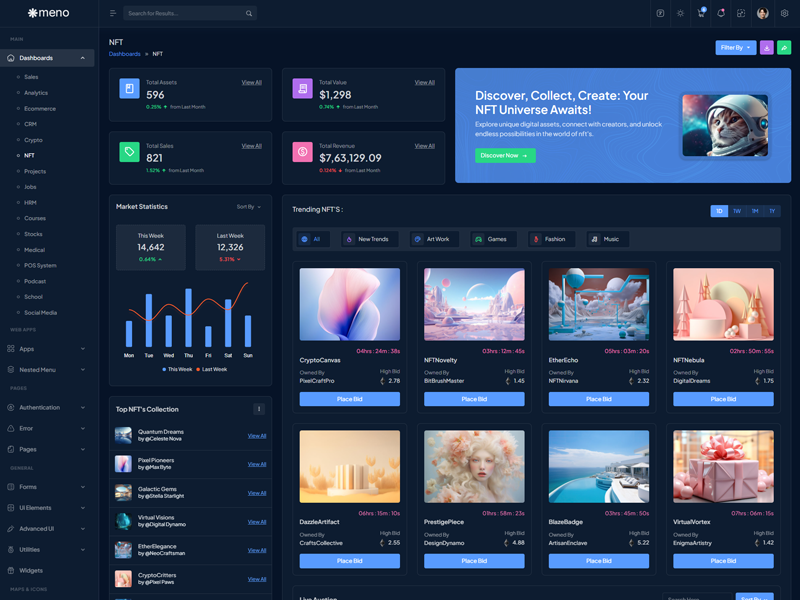 meno
Search for Results...
MAIN
Dashboards
Sales
Analytics
Ecommerce
CRM
Crypto
NFT
Projects
Jobs
HRM
Courses
Stocks
Medical
POS System
Podcast
School
Social Media
WEB APPS
Apps
Nested Menu
PAGES
Authentication
Error
Pages
GENERAL
Forms
UI Elements
Advanced UI
Utilities
Widgets
MAPS & ICONS
NFT
Dashboards » NFT
Filter By
Total Assets
View All
596
0.25% from Last Month
Total Value
View All
$1,298
0.74% from Last Month
Total Sales
View All
821
1.52% from Last Month
Total Revenue
View All
$7,63,129.09
0.124% from Last Month
Discover, Collect, Create: Your
NFT Universe Awaits!
Explore unique digital assets, connect with creators, and unlock
endless possibilities in the world of nft's.
Discover Now →
Market Statistics
Sort By
This Week
14,642
0.64%
Last Week
12,326
5.31%
Mon Tue Wed Thu Fri Sat Sun
This Week Last Week
Top NFT's Collection
Quantum Dreams
by @Celeste Nova
View All
Pixel Pioneers
by @Max Byte
View All
Galactic Gems
by @Stella Starlight
View All
Virtual Visions
by @Digital Dynamo
View All
EtherElegance
by @NeoCraftsman
View All
CryptoCritters
by @Pixel Paws
View All
Trending NFT'S :
1D 1W 1M 1Y
All
New Trends
Art Work
Games
Fashion
Music
04hrs : 24m : 38s
CryptoCanvas
Owned By High Bid
PixelCraftPro 2.78
Place Bid
03hrs : 12m : 45s
NFTNovelty
Owned By High Bid
BitBrushMaster 1.45
Place Bid
05hrs : 03m : 20s
EtherEcho
Owned By High Bid
NFTNirvana 2.32
Place Bid
02hrs : 50m : 55s
NFTNebula
Owned By High Bid
DigitalDreams 1.75
Place Bid
06hrs : 15m : 10s
DazzleArtifact
Owned By High Bid
CraftsCollective 2.55
Place Bid
01hrs : 58m : 23s
PrestigePiece
Owned By High Bid
DesignDynamo 4.88
Place Bid
03hrs : 45m : 50s
BlazeBadge
Owned By High Bid
ArtisanEnclave 5.22
Place Bid
07hrs : 06m : 15s
VirtualVortex
Owned By High Bid
EnigmaArtistry 1.42
Place Bid
Live Auction
Search Here
Sort By